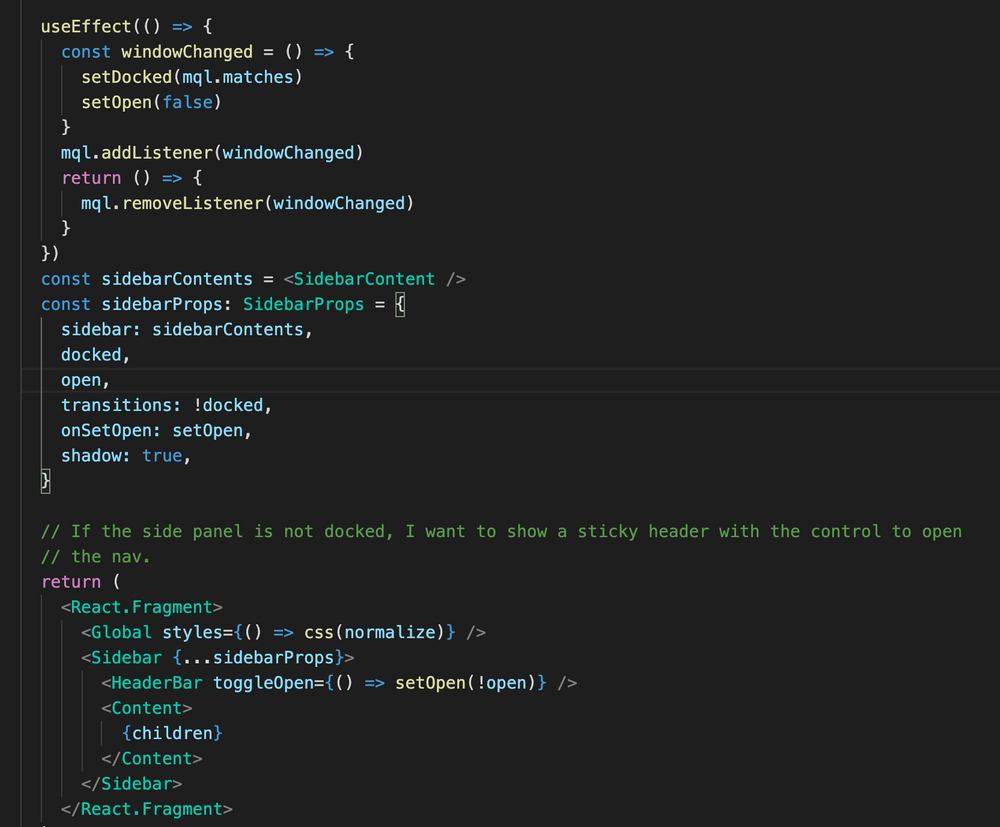 useEffect(() => {
  const windowChanged = () => {
    setDocked(mql.matches)
    setOpen(false)
  }
  mql.addListener(windowChanged)
  return () => {
    mql.removeListener(windowChanged)
  }
})
const sidebarContents = <SidebarContent />
const sidebarProps: SidebarProps = {
  sidebar: sidebarContents,
  docked,
  open,
  transitions: !docked,
  onSetOpen: setOpen,
  shadow: true,
}

// If the side panel is not docked, I want to show a sticky header with the control to open
// the nav.
return (
  <React.Fragment>
    <Global styles={() => css(normalize)} />
    <Sidebar {...sidebarProps}>
      <HeaderBar toggleOpen={() => setOpen(!open)} />
      <Content>
        {children}
      </Content>
    </Sidebar>
  </React.Fragment>